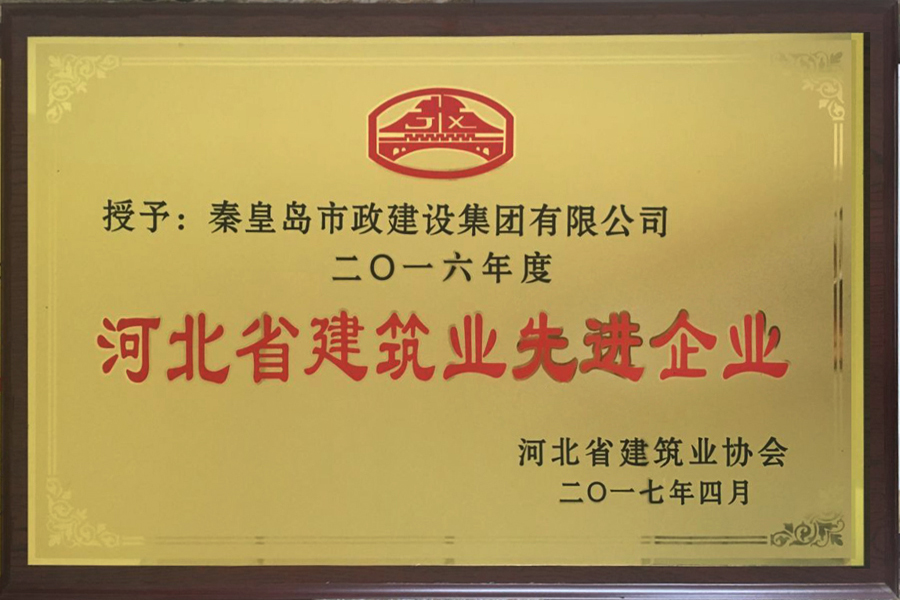 JX
授予：秦皇岛市政建设集团有限公司
二〇一六年度
河北省建筑业先进企业
河北省建筑业协会
二〇一七年四月